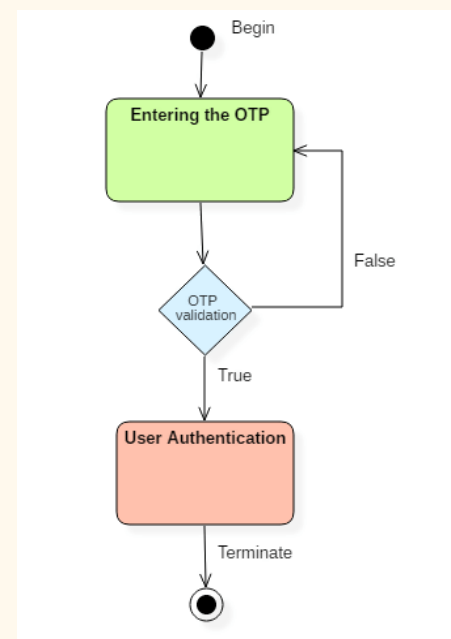 Begin
Entering the OTP
False
OTP
validation
True
User Authentication
Terminate